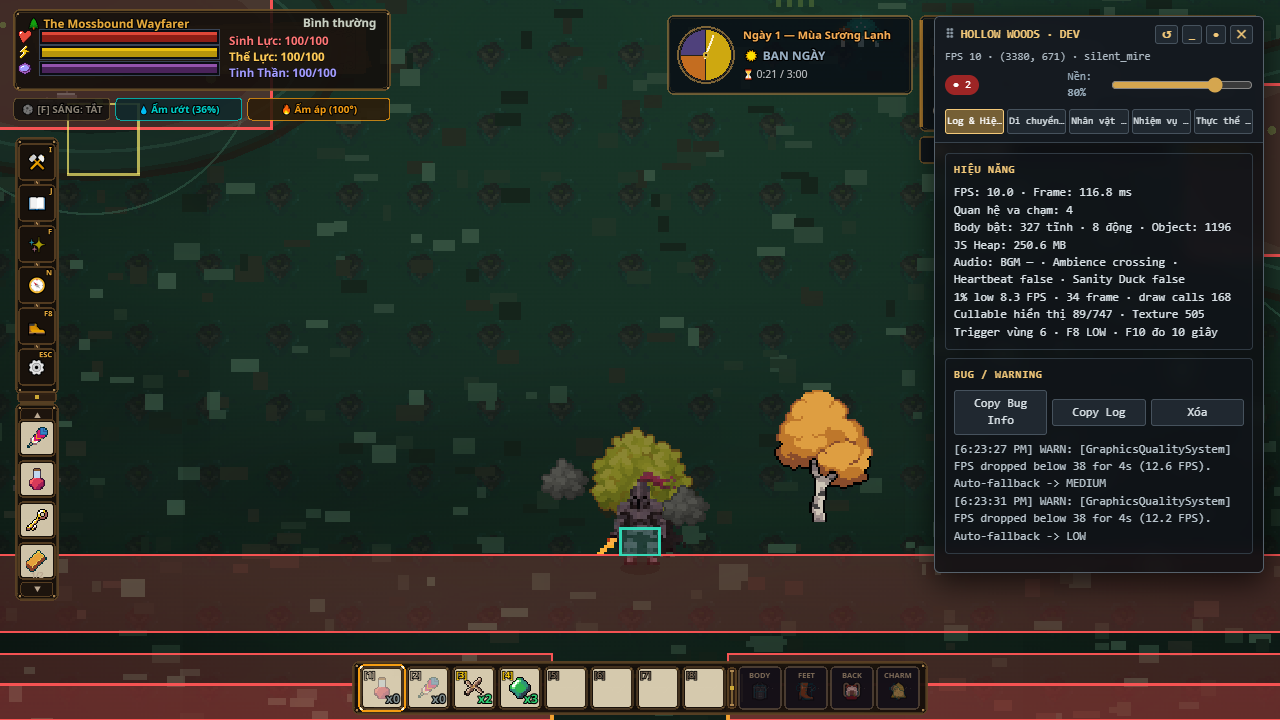 The Mossbound Wayfarer
Bình thường
Sinh Lực: 100/100
Thể Lực: 100/100
Tinh Thần: 100/100
[F] SÁNG: TẮT
Ẩm ướt (36%)
Ấm áp (100°)
I
J
F
N
F8
ESC
Ngày 1 — Mùa Sương Lạnh
BAN NGÀY
0:21 / 3:00
HOLLOW WOODS · DEV
FPS 10 · (3380, 671) · silent_mire
2
Nền: 80%
Log & Hiệ…
Di chuyển…
Nhân vật …
Nhiệm vụ …
Thực thể …
HIỆU NĂNG
FPS: 10.0 · Frame: 116.8 ms
Quan hệ va chạm: 4
Body bật: 327 tĩnh · 8 động · Object: 1196
JS Heap: 250.6 MB
Audio: BGM — · Ambience crossing ·
Heartbeat false · Sanity Duck false
1% low 8.3 FPS · 34 frame · draw calls 168
Cullable hiển thị 89/747 · Texture 505
Trigger vùng 6 · F8 LOW · F10 đo 10 giây
BUG / WARNING
Copy Bug Info
Copy Log
Xóa
[6:23:27 PM] WARN: [GraphicsQualitySystem]
FPS dropped below 38 for 4s (12.6 FPS).
Auto-fallback -> MEDIUM
[6:23:31 PM] WARN: [GraphicsQualitySystem]
FPS dropped below 38 for 4s (12.2 FPS).
Auto-fallback -> LOW
[1] x0
[2] x0
[3] x2
[4] x3
[5]
[6]
[7]
[8]
BODY
FEET
BACK
CHARM